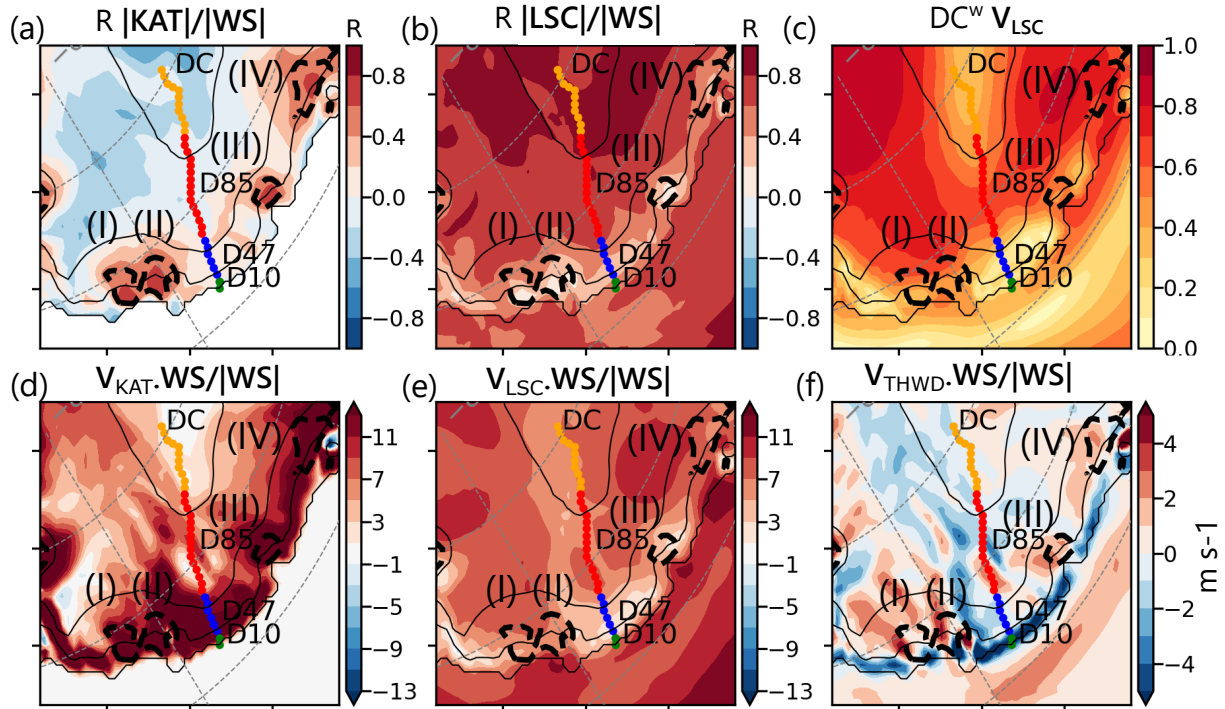 (a) R |KAT|/|WS|
R
0.8
0.4
0.0
−0.4
−0.8
DC
(IV)
(III)
D85
(I)
(II)
D47
D10
(b) R |LSC|/|WS|
R
0.8
0.4
0.0
−0.4
−0.8
DC
(IV)
(III)
D85
(I)
(II)
D47
D10
(c) DCʷ V_LSC
1.0
0.8
0.6
0.4
0.2
0.0
DC
(IV)
(III)
D85
(I)
(II)
D47
D10
(d) V_KAT.WS/|WS|
11
7
3
−1
−5
−9
−13
DC
(IV)
(III)
D85
(I)
(II)
D47
D10
(e) V_LSC.WS/|WS|
11
7
3
−1
−5
−9
−13
DC
(IV)
(III)
D85
(I)
(II)
D47
D10
(f) V_THWD.WS/|WS|
4
2
0
−2
−4
m s-1
DC
(IV)
(III)
D85
(I)
(II)
D47
D10